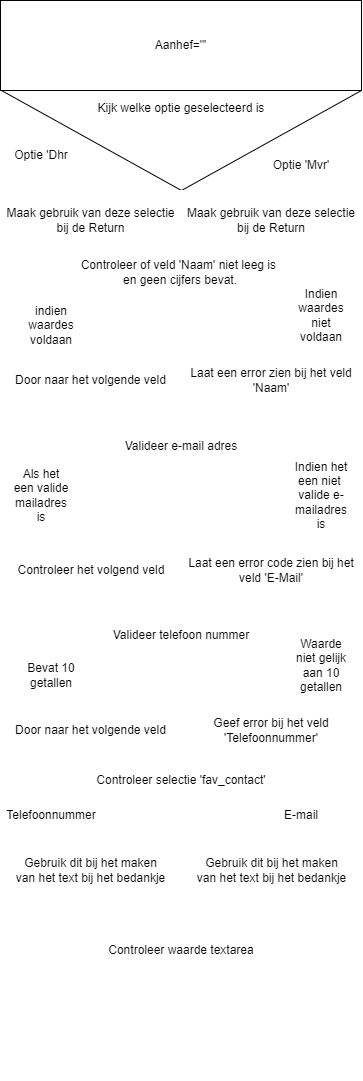 Aanhef=""
Kijk welke optie geselecteerd is
Optie 'Dhr
Optie 'Mvr'
Maak gebruik van deze selectie
bij de Return
Maak gebruik van deze selectie
bij de Return
Controleer of veld 'Naam' niet leeg is
en geen cijfers bevat.
indien
waardes
voldaan
Indien
waardes
niet
voldaan
Door naar het volgende veld
Laat een error zien bij het veld
'Naam'
Valideer e-mail adres
Als het
een valide
mailadres
is
Indien het
een niet
valide e-
mailadres
is
Controleer het volgend veld
Laat een error code zien bij het
veld 'E-Mail'
Valideer telefoon nummer
Bevat 10
getallen
Waarde
niet gelijk
aan 10
getallen
Door naar het volgende veld
Geef error bij het veld
'Telefoonnummer'
Controleer selectie 'fav_contact'
Telefoonnummer
E-mail
Gebruik dit bij het maken
van het text bij het bedankje
Gebruik dit bij het maken
van het text bij het bedankje
Controleer waarde textarea